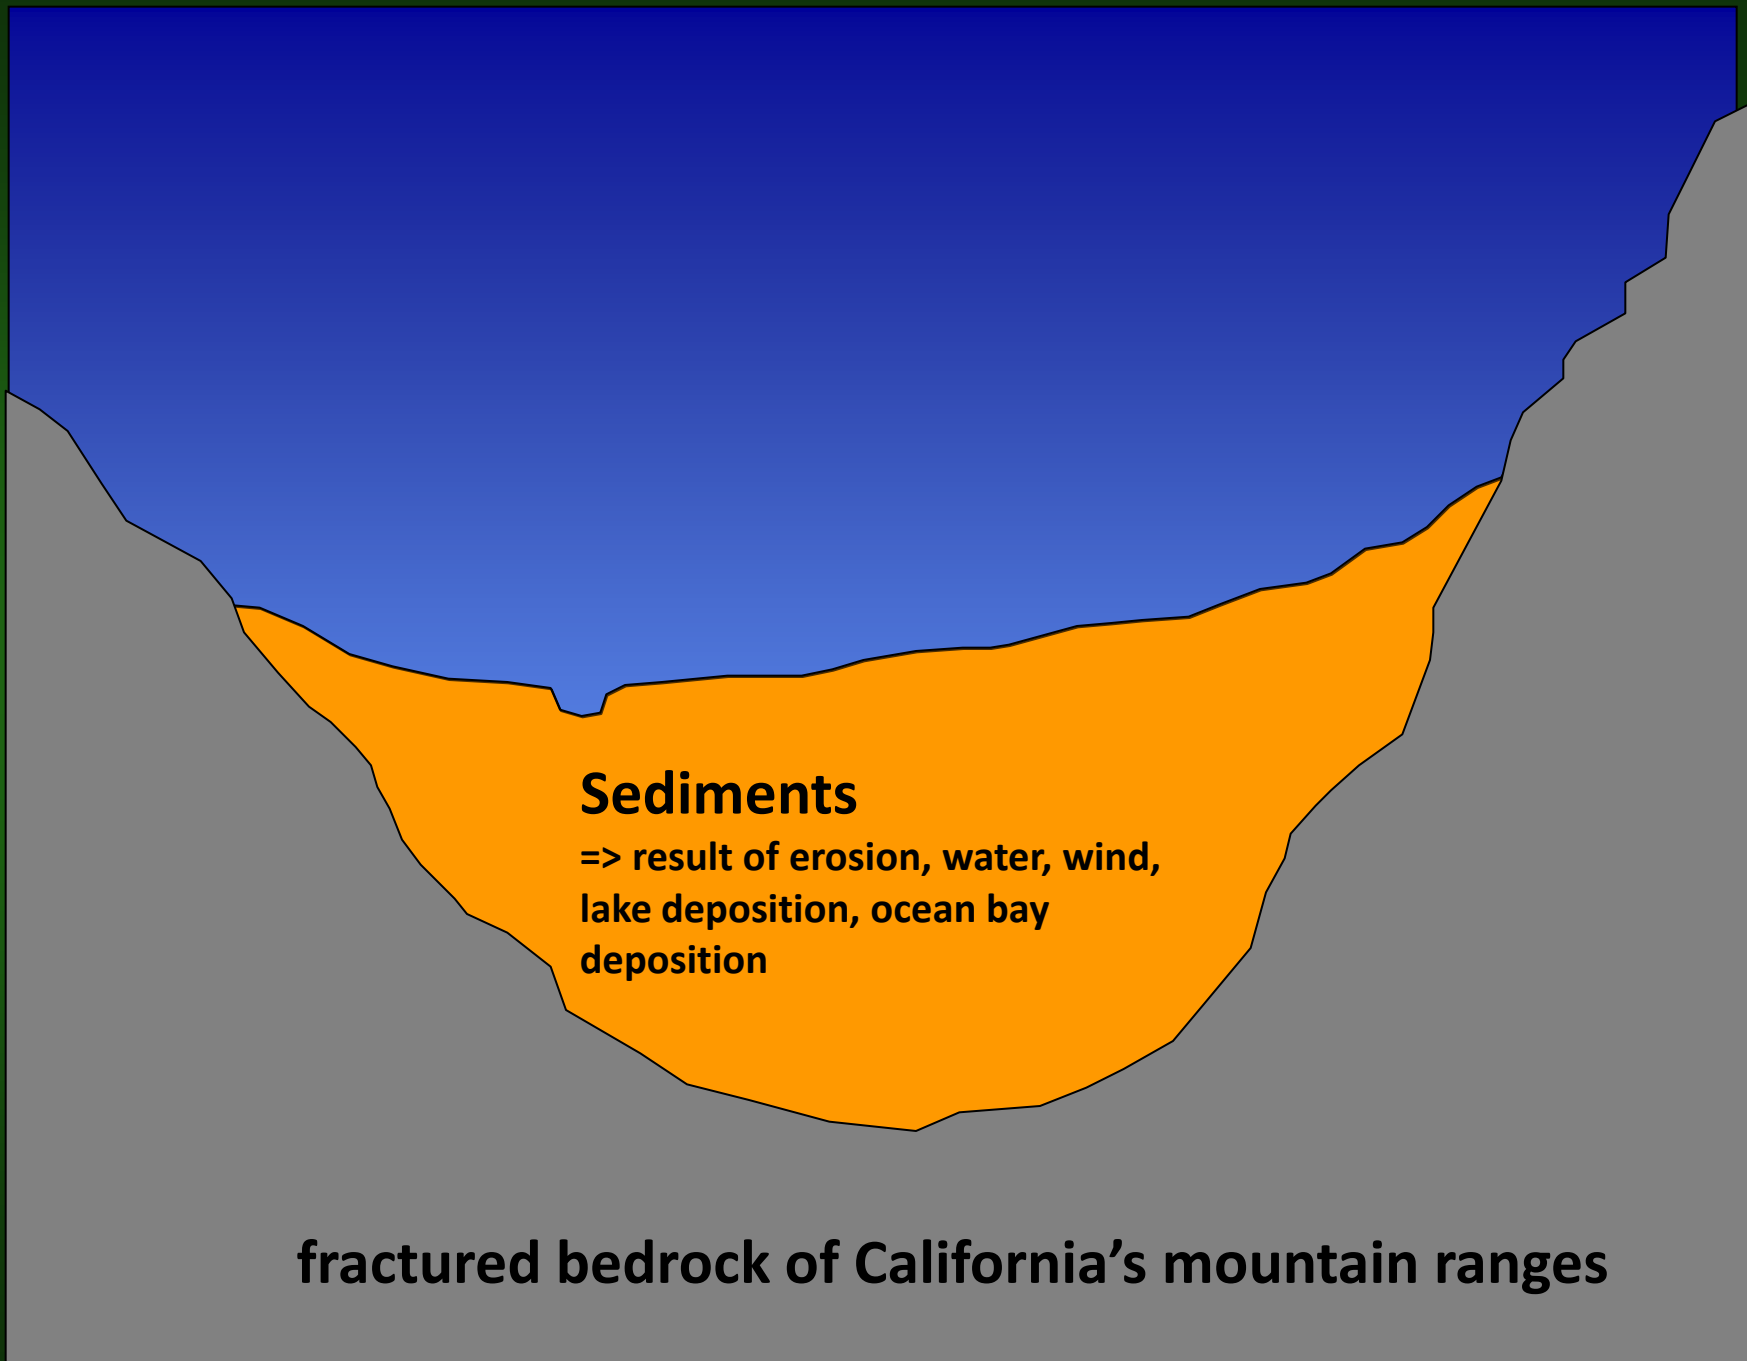 Sediments
=> result of erosion, water, wind,
lake deposition, ocean bay
deposition
fractured bedrock of California’s mountain ranges